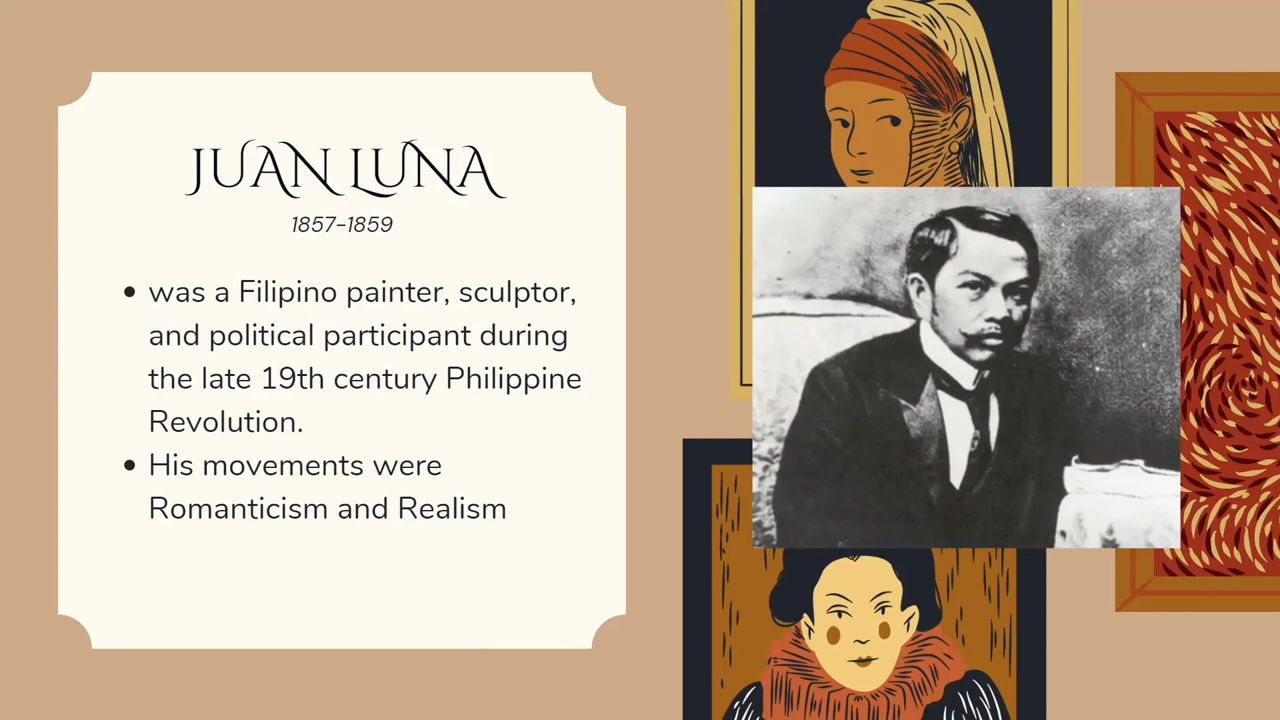 JUAN LUNA
1857-1859
• was a Filipino painter, sculptor,
and political participant during
the late 19th century Philippine
Revolution.
• His movements were
Romanticism and Realism